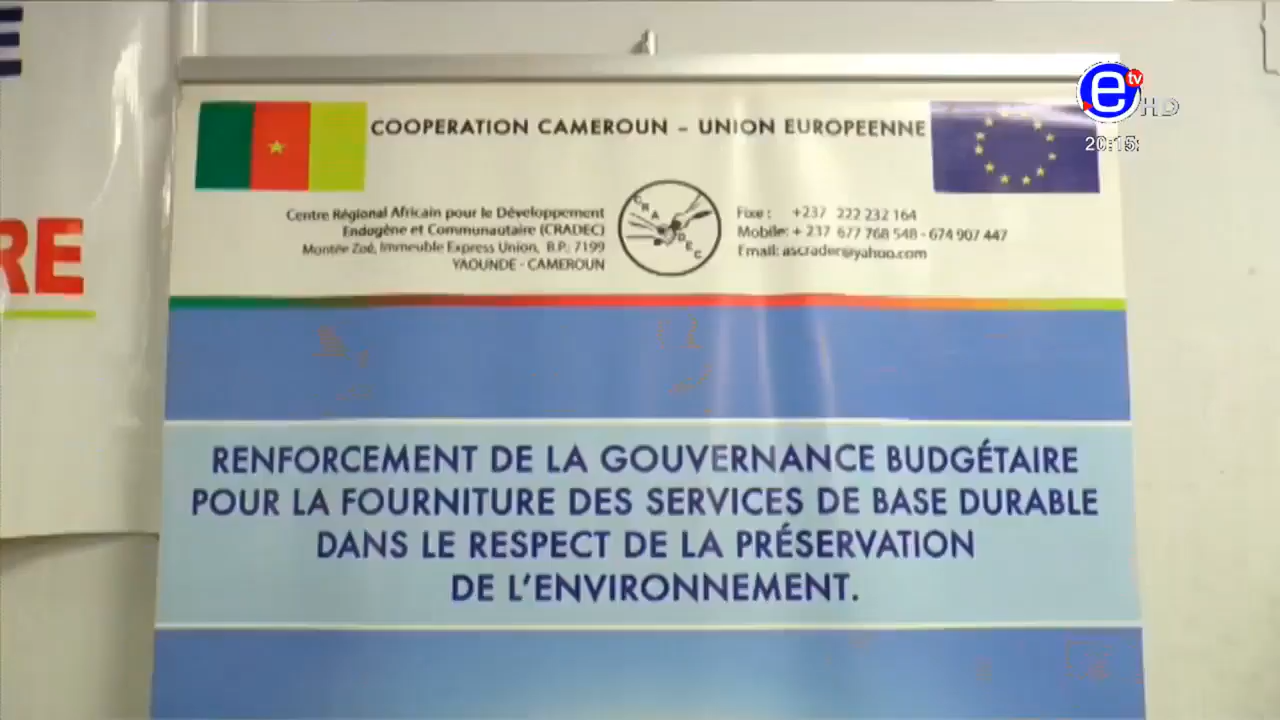 E
RE
e tv HD
20:15
COOPERATION CAMEROUN – UNION EUROPEENNE
Centre Régional Africain pour le Développement
Endogène et Communautaire (CRADEC)
Montée Zoé, Immeuble Express Union, B.P.: 7199
YAOUNDE - CAMEROUN
CRADEC
Fixe : +237 222 232 164
Mobile: + 237 677 768 548 - 674 907 447
Email: ascrader@yahoo.com
RENFORCEMENT DE LA GOUVERNANCE BUDGÉTAIRE
POUR LA FOURNITURE DES SERVICES DE BASE DURABLE
DANS LE RESPECT DE LA PRÉSERVATION
DE L'ENVIRONNEMENT.